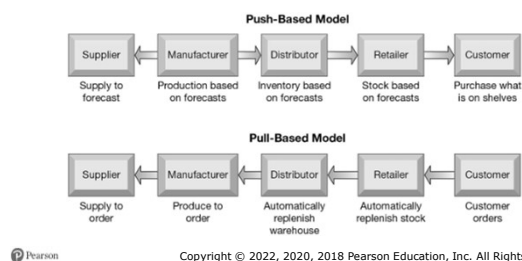 Push-Based Model
Supplier
Manufacturer
Distributor
Retailer
Customer
Supply to
forecast
Production based
on forecasts
Inventory based
on forecasts
Stock based
on forecasts
Purchase what
is on shelves
Pull-Based Model
Supplier
Manufacturer
Distributor
Retailer
Customer
Supply to
order
Produce to
order
Automatically
replenish
warehouse
Automatically
replenish stock
Customer
orders
Pearson
Copyright © 2022, 2020, 2018 Pearson Education, Inc. All Rights